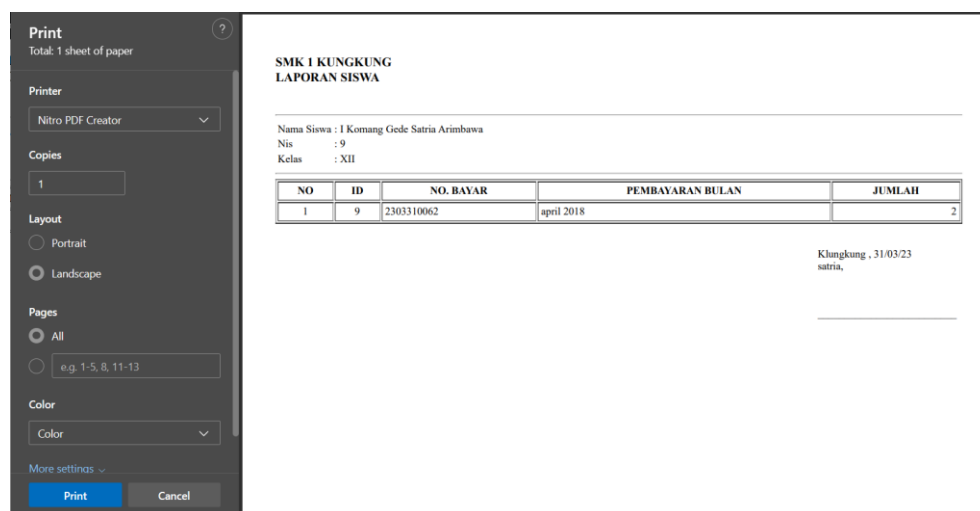 Print
?
Total: 1 sheet of paper
Printer
Nitro PDF Creator
Copies
1
Layout
Portrait
Landscape
Pages
All
e.g. 1-5, 8, 11-13
Color
Color
More settings
Print Cancel
SMK 1 KUNGKUNG
LAPORAN SISWA
Nama Siswa : I Komang Gede Satria Arimbawa
Nis : 9
Kelas : XII
NO ID NO. BAYAR PEMBAYARAN BULAN JUMLAH
1 9 2303310062 april 2018 2
Klungkung , 31/03/23
satria,